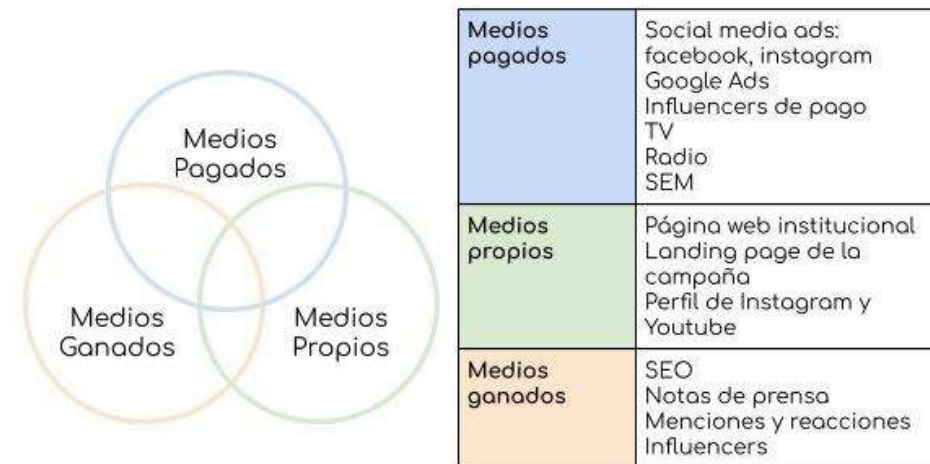 Medios
Pagados
Medios
Ganados
Medios
Propios
Medios
pagados
Social media ads:
facebook, instagram
Google Ads
Influencers de pago
TV
Radio
SEM
Medios
propios
Página web institucional
Landing page de la
campaña
Perfil de Instagram y
Youtube
Medios
ganados
SEO
Notas de prensa
Menciones y reacciones
Influencers